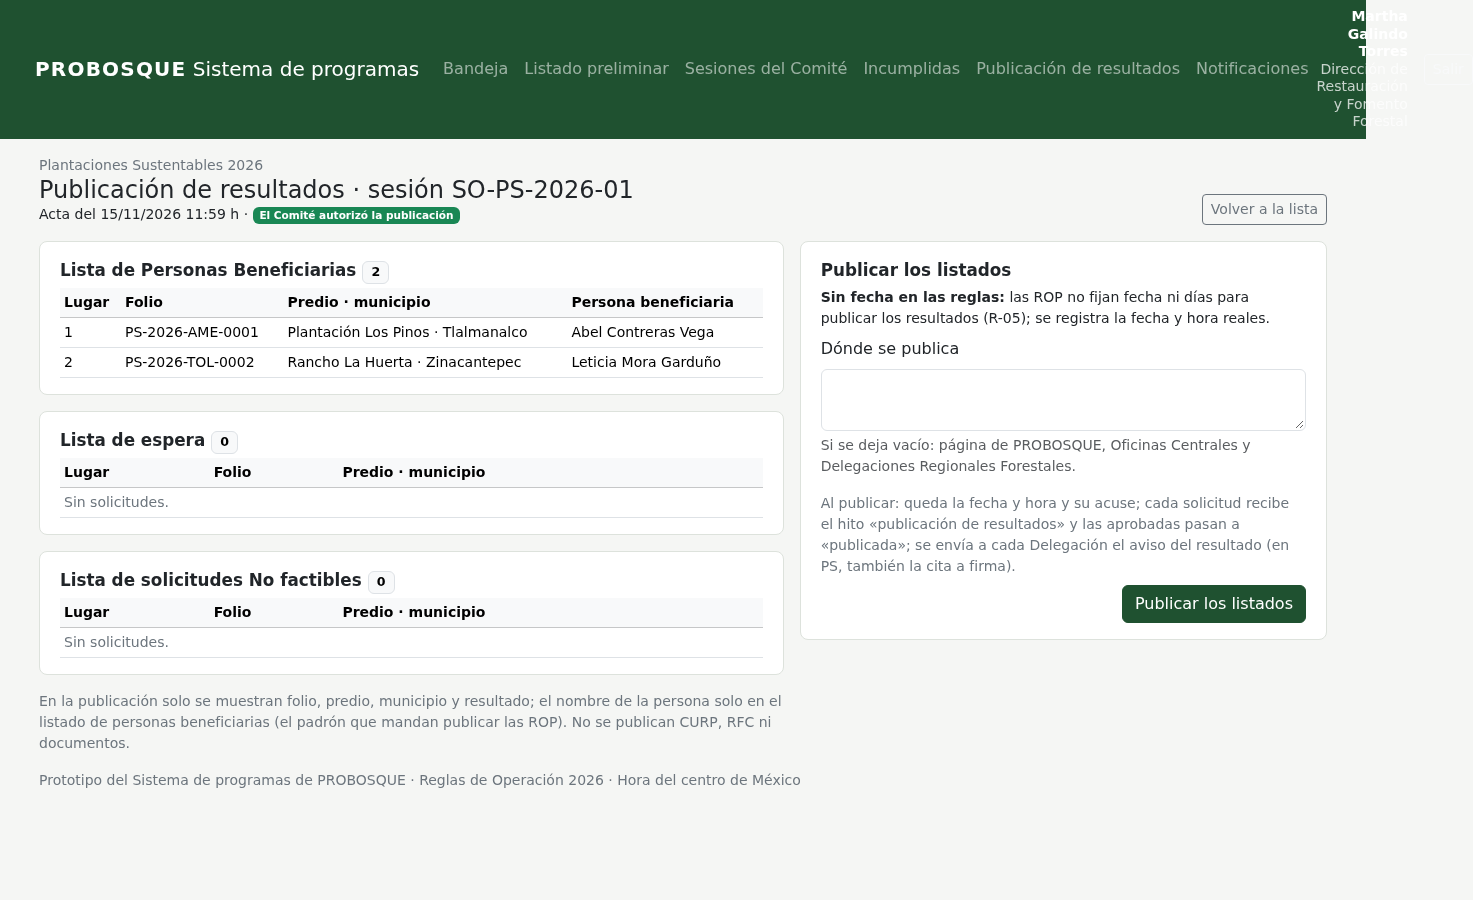 PROBOSQUE Sistema de programas
Bandeja
Listado preliminar
Sesiones del Comité
Incumplidas
Publicación de resultados
Notificaciones
Martha
Galindo
Torres
Dirección de
Restauración
y Fomento
Forestal
Plantaciones Sustentables 2026
Publicación de resultados · sesión SO-PS-2026-01
Acta del 15/11/2026 11:59 h · El Comité autorizó la publicación
Volver a la lista
Lista de Personas Beneficiarias 2
Lugar Folio Predio · municipio Persona beneficiaria
1 PS-2026-AME-0001 Plantación Los Pinos · Tlalmanalco Abel Contreras Vega
2 PS-2026-TOL-0002 Rancho La Huerta · Zinacantepec Leticia Mora Garduño
Lista de espera 0
Lugar Folio Predio · municipio
Sin solicitudes.
Lista de solicitudes No factibles 0
Lugar Folio Predio · municipio
Sin solicitudes.
En la publicación solo se muestran folio, predio, municipio y resultado; el nombre de la persona solo en el
listado de personas beneficiarias (el padrón que mandan publicar las ROP). No se publican CURP, RFC ni
documentos.
Publicar los listados
Sin fecha en las reglas: las ROP no fijan fecha ni días para
publicar los resultados (R-05); se registra la fecha y hora reales.
Dónde se publica
Si se deja vacío: página de PROBOSQUE, Oficinas Centrales y
Delegaciones Regionales Forestales.
Al publicar: queda la fecha y hora y su acuse; cada solicitud recibe
el hito «publicación de resultados» y las aprobadas pasan a
«publicada»; se envía a cada Delegación el aviso del resultado (en
PS, también la cita a firma).
Publicar los listados
Prototipo del Sistema de programas de PROBOSQUE · Reglas de Operación 2026 · Hora del centro de México